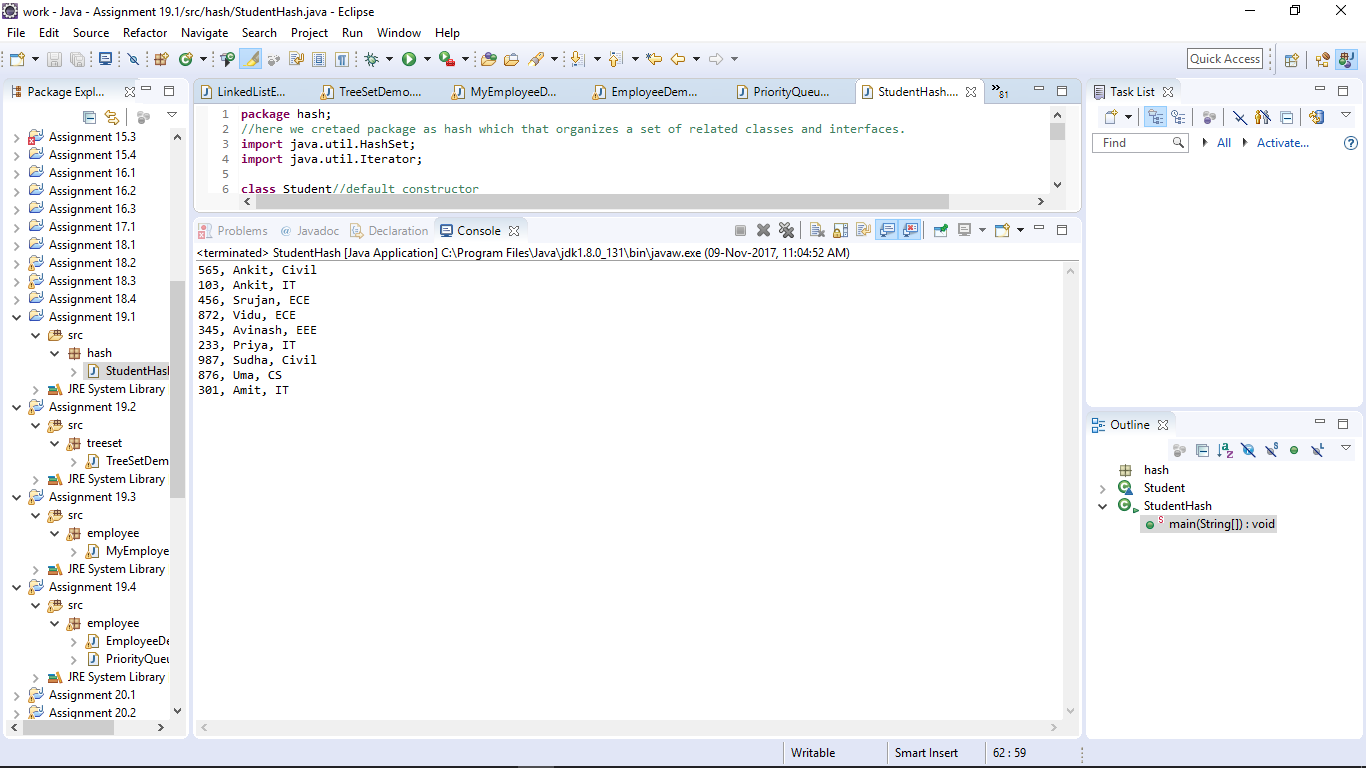 work - Java - Assignment 19.1/src/hash/StudentHash.java - Eclipse
File Edit Source Refactor Navigate Search Project Run Window Help
Quick Access
Package Expl...
Assignment 15.3
Assignment 15.4
Assignment 16.1
Assignment 16.2
Assignment 16.3
Assignment 17.1
Assignment 18.1
Assignment 18.2
Assignment 18.3
Assignment 18.4
Assignment 19.1
src
hash
StudentHasl
JRE System Library
Assignment 19.2
src
treeset
TreeSetDem
JRE System Library
Assignment 19.3
src
employee
MyEmploye
JRE System Library
Assignment 19.4
src
employee
EmployeeDe
PriorityQueu
JRE System Library
Assignment 20.1
Assignment 20.2
LinkedListE... TreeSetDemo.... MyEmployeeD... EmployeeDem... PriorityQueu... StudentHash.... »81
1 package hash;
2 //here we cretaed package as hash which that organizes a set of related classes and interfaces.
3 import java.util.HashSet;
4 import java.util.Iterator;
5
6 class Student//default constructor
Problems @ Javadoc Declaration Console
<terminated> StudentHash [Java Application] C:\Program Files\Java\jdk1.8.0_131\bin\javaw.exe (09-Nov-2017, 11:04:52 AM)
565, Ankit, Civil
103, Ankit, IT
456, Srujan, ECE
872, Vidu, ECE
345, Avinash, EEE
233, Priya, IT
987, Sudha, Civil
876, Uma, CS
301, Amit, IT
Task List
Find All Activate...
Outline
hash
Student
StudentHash
main(String[]) : void
Writable Smart Insert 62 : 59